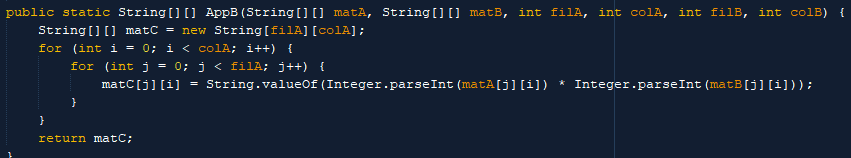 public static String[][] AppB(String[][] matA, String[][] matB, int filA, int colA, int filB, int colB) {
    String[][] matC = new String[filA][colA];
    for (int i = 0; i < colA; i++) {
        for (int j = 0; j < filA; j++) {
            matC[j][i] = String.valueOf(Integer.parseInt(matA[j][i]) * Integer.parseInt(matB[j][i]));
        }
    }
    return matC;
}